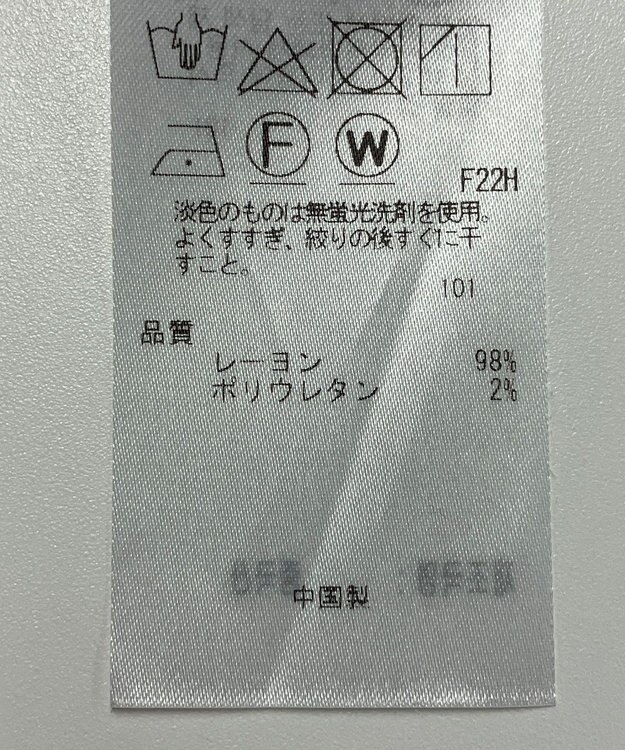 F W
F22H
淡色のものは無蛍光洗剤を使用。
よくすすぎ、絞りの後すぐに干
すこと。
101
品質
レーヨン 98%
ポリウレタン 2%
中国製